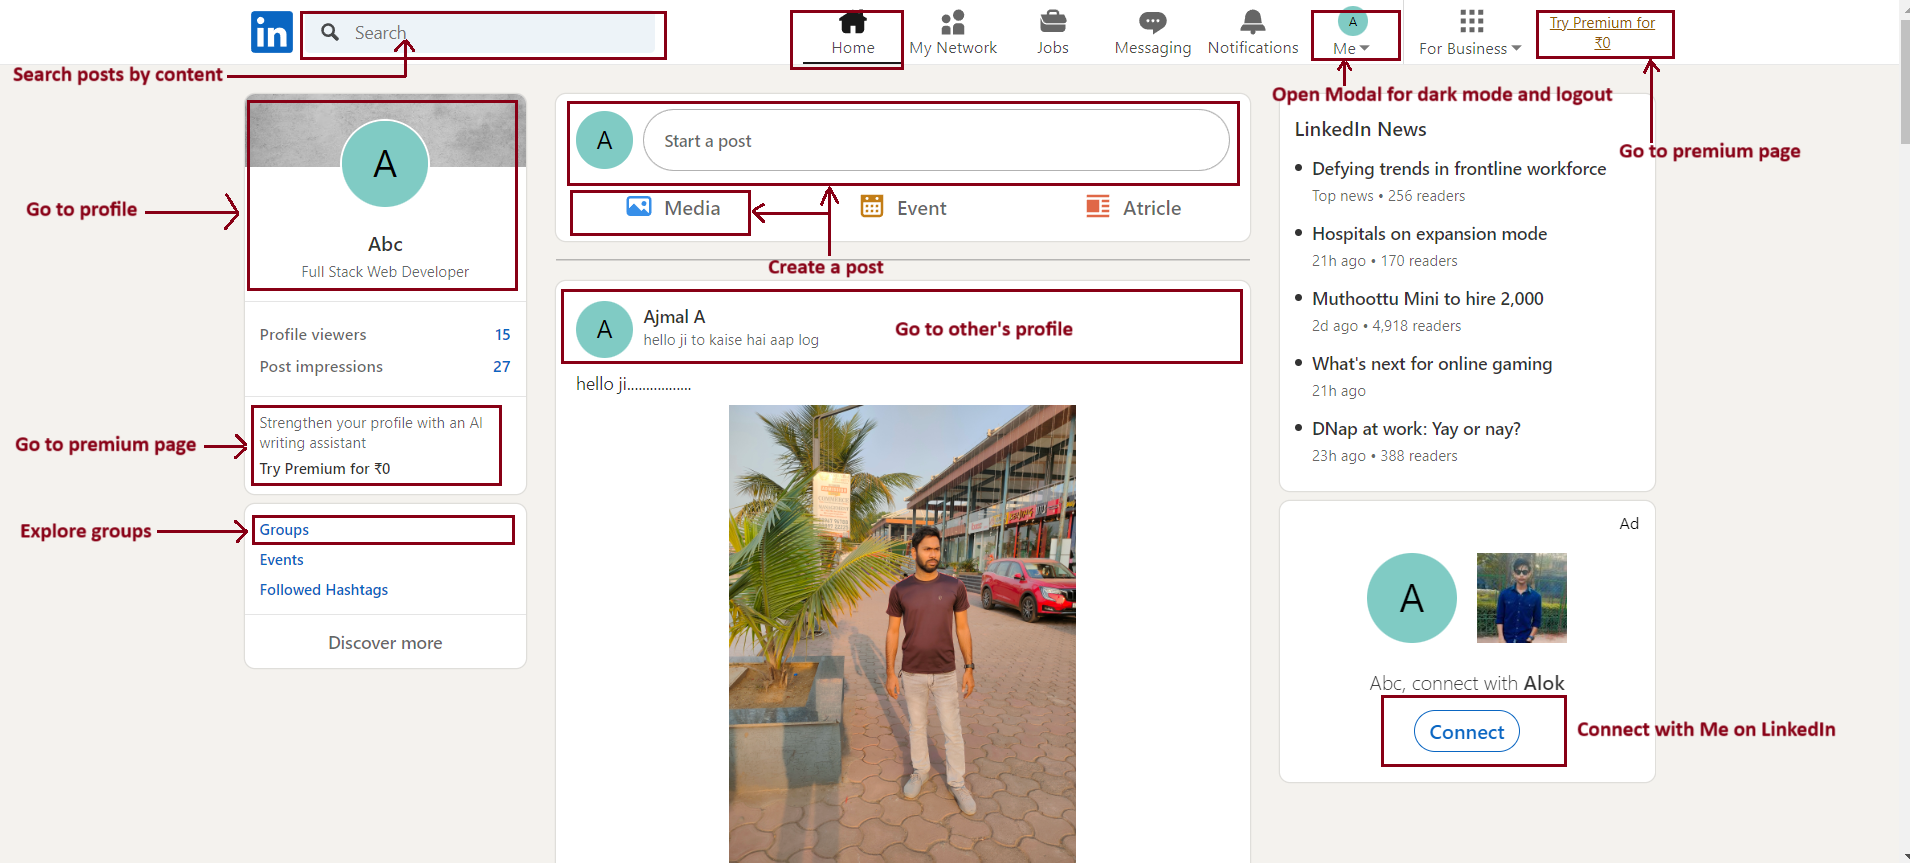 in
Search
Home
My Network
Jobs
Messaging
Notifications
A
Me
For Business
Try Premium for
₹0
Search posts by content
Open Modal for dark mode and logout
Go to premium page
A
Abc
Full Stack Web Developer
Go to profile
Profile viewers 15
Post impressions 27
Strengthen your profile with an AI
writing assistant
Try Premium for ₹0
Go to premium page
Explore groups
Groups
Events
Followed Hashtags
Discover more
A
Start a post
Media
Event
Atricle
Create a post
A
Ajmal A
hello ji to kaise hai aap log
Go to other's profile
hello ji.................
LinkedIn News
Defying trends in frontline workforce
Top news • 256 readers
Hospitals on expansion mode
21h ago • 170 readers
Muthoottu Mini to hire 2,000
2d ago • 4,918 readers
What's next for online gaming
21h ago
DNap at work: Yay or nay?
23h ago • 388 readers
Ad
A
Abc, connect with Alok
Connect
Connect with Me on LinkedIn